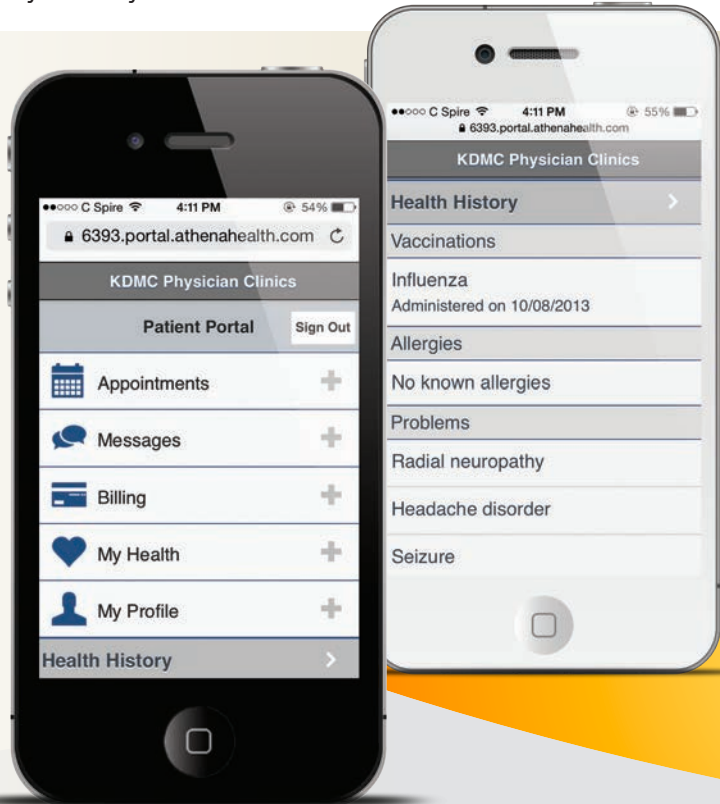 ●●○○○ C Spire 4:11 PM 54%
6393.portal.athenahealth.com
KDMC Physician Clinics
Patient Portal Sign Out
Appointments
Messages
Billing
My Health
My Profile
Health History
●●○○○ C Spire 4:11 PM 55%
6393.portal.athenahealth.com
KDMC Physician Clinics
Health History
Vaccinations
Influenza
Administered on 10/08/2013
Allergies
No known allergies
Problems
Radial neuropathy
Headache disorder
Seizure